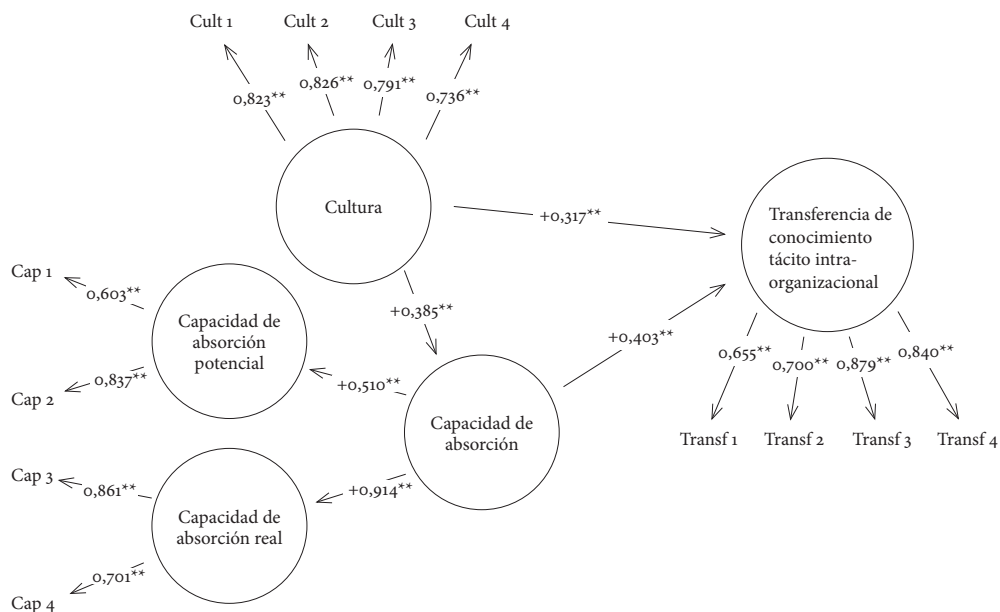 Cult 1
Cult 2
Cult 3
Cult 4
0,823**
0,826**
0,791**
0,736**
Cultura
+0,317**
Transferencia de
conocimiento
tácito intra-
organizacional
Cap 1
0,603**
Capacidad de
absorción
potencial
+0,385**
+0,403**
0,837**
Cap 2
+0,510**
0,655**
0,700**
0,879**
0,840**
Capacidad de
absorción
Transf 1
Transf 2
Transf 3
Transf 4
Cap 3
0,861**
+0,914**
Capacidad de
absorción real
0,701**
Cap 4